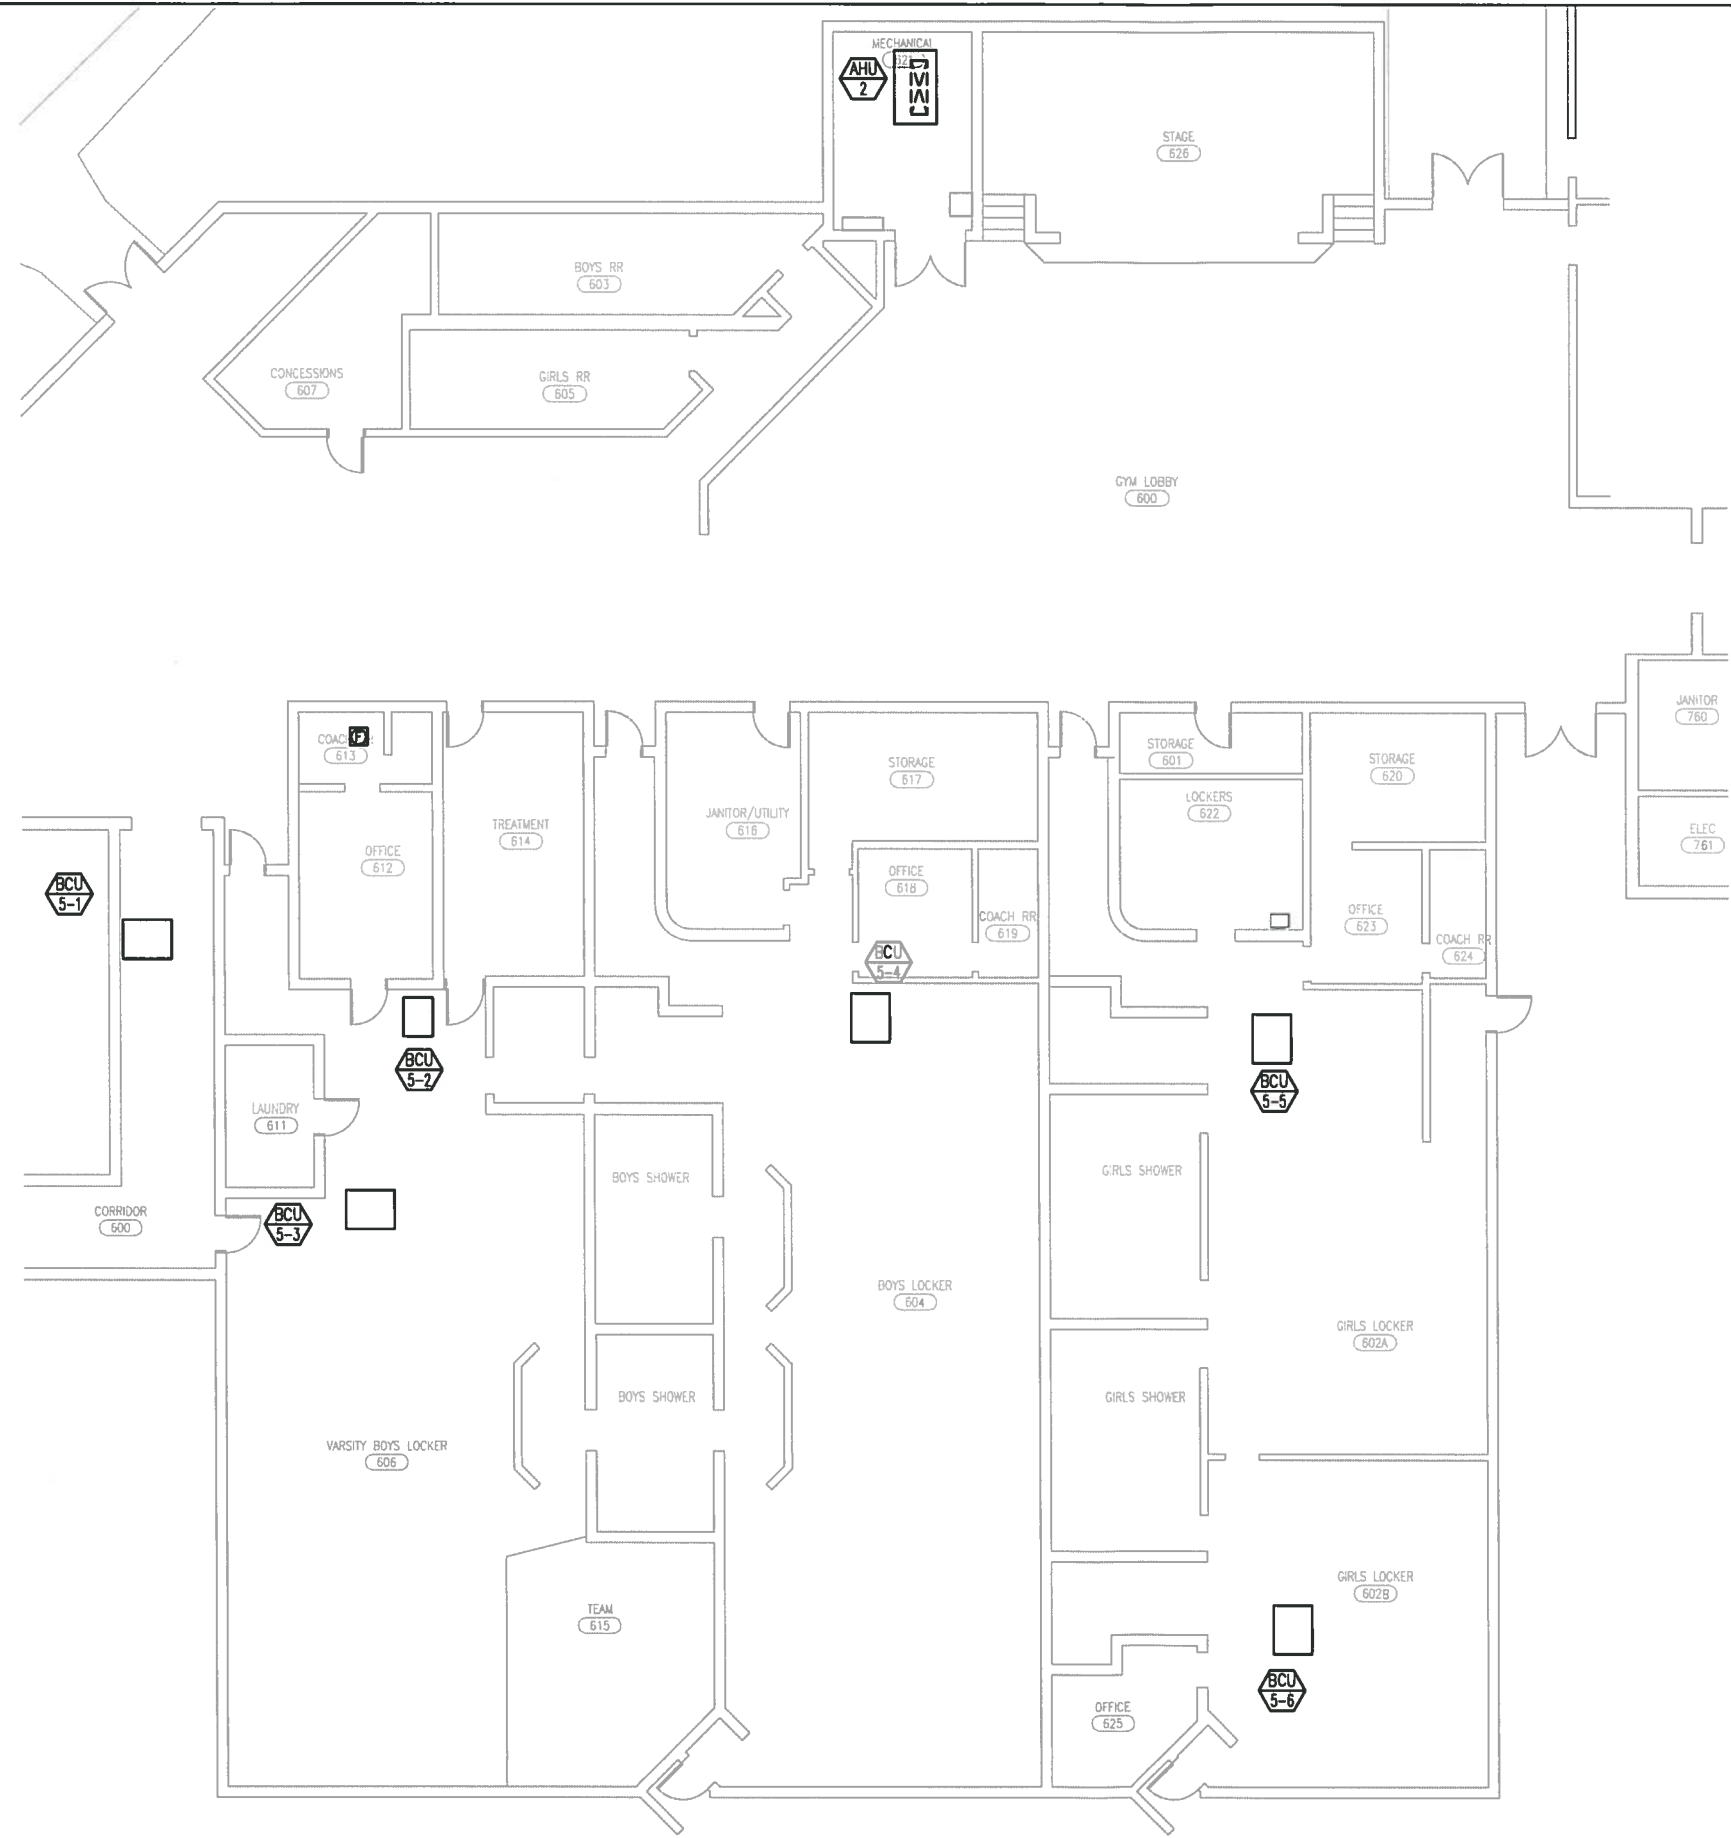 MECHANICAL
621
AHU
2
STAGE
626
BOYS RR
603
CONCESSIONS
607
GIRLS RR
605
GYM LOBBY
600
JANITOR
760
613
STORAGE
601
STORAGE
617
STORAGE
620
LOCKERS
622
JANITOR/UTILITY
616
TREATMENT
614
OFFICE
612
ELEC
761
OFFICE
618
BCU
5-1
COACH RR
619
OFFICE
623
COACH RR
624
BCU
5-4
BCU
5-2
BCU
5-5
LAUNDRY
611
BOYS SHOWER
GIRLS SHOWER
CORRIDOR
600
BCU
5-3
BOYS LOCKER
604
GIRLS LOCKER
602A
BOYS SHOWER
GIRLS SHOWER
VARSITY BOYS LOCKER
606
GIRLS LOCKER
602B
TEAM
615
BCU
5-6
OFFICE
625